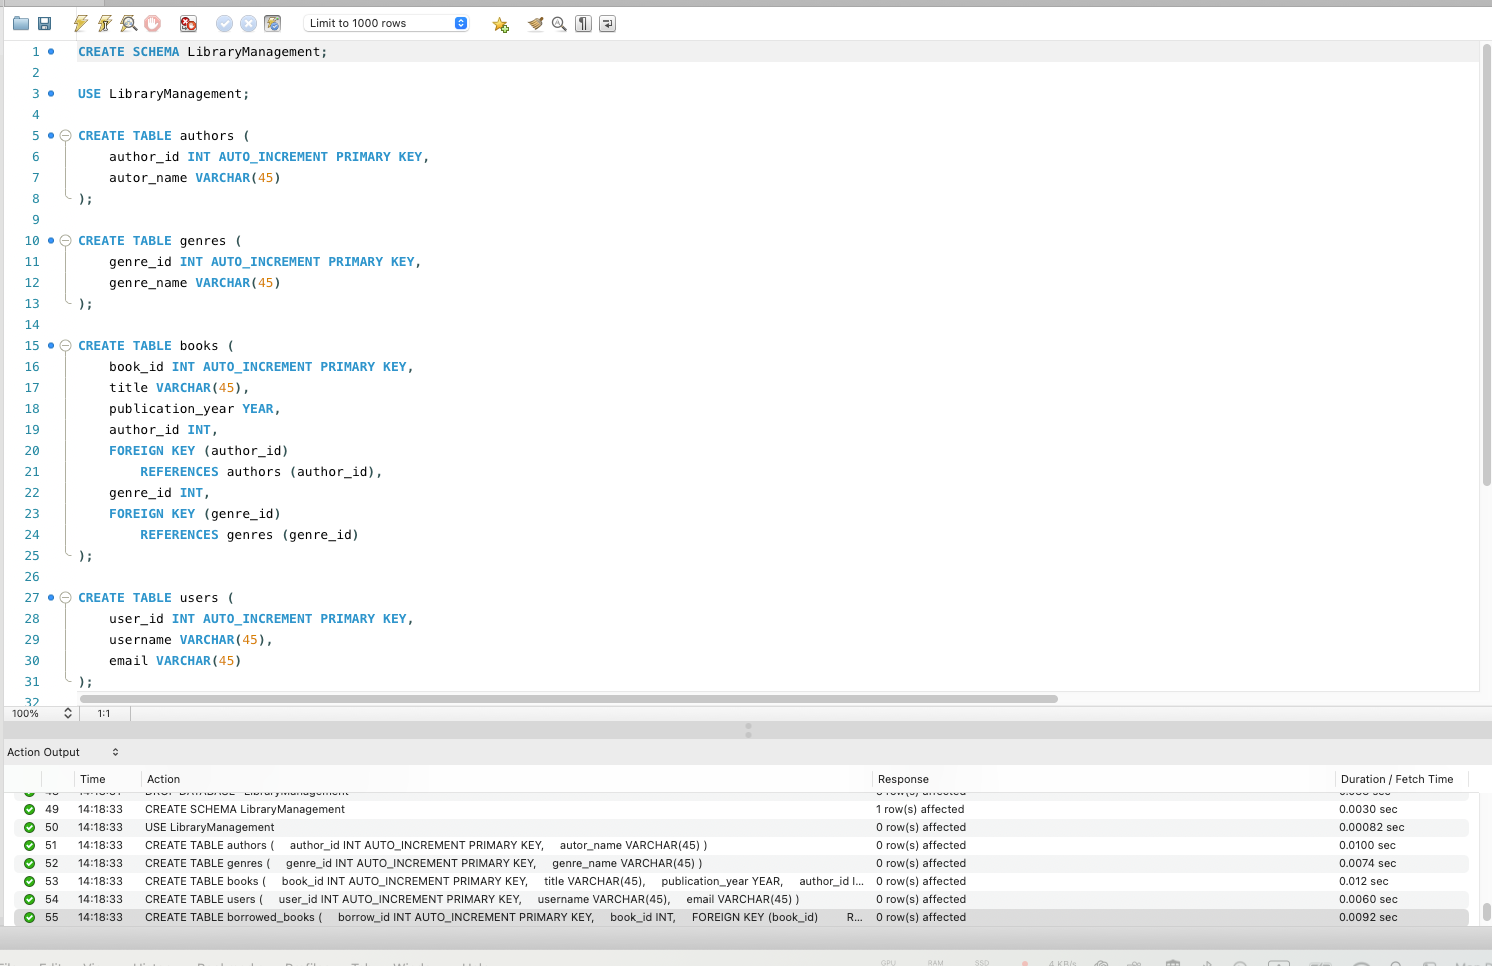 Limit to 1000 rows
1 CREATE SCHEMA LibraryManagement;
2
3 USE LibraryManagement;
4
5 CREATE TABLE authors (
6 author_id INT AUTO_INCREMENT PRIMARY KEY,
7 autor_name VARCHAR(45)
8 );
9
10 CREATE TABLE genres (
11 genre_id INT AUTO_INCREMENT PRIMARY KEY,
12 genre_name VARCHAR(45)
13 );
14
15 CREATE TABLE books (
16 book_id INT AUTO_INCREMENT PRIMARY KEY,
17 title VARCHAR(45),
18 publication_year YEAR,
19 author_id INT,
20 FOREIGN KEY (author_id)
21 REFERENCES authors (author_id),
22 genre_id INT,
23 FOREIGN KEY (genre_id)
24 REFERENCES genres (genre_id)
25 );
26
27 CREATE TABLE users (
28 user_id INT AUTO_INCREMENT PRIMARY KEY,
29 username VARCHAR(45),
30 email VARCHAR(45)
31 );
32
100% 1:1
Action Output
Time Action Response Duration / Fetch Time
49 14:18:33 CREATE SCHEMA LibraryManagement 1 row(s) affected 0.0030 sec
50 14:18:33 USE LibraryManagement 0 row(s) affected 0.00082 sec
51 14:18:33 CREATE TABLE authors ( author_id INT AUTO_INCREMENT PRIMARY KEY, autor_name VARCHAR(45) ) 0 row(s) affected 0.0100 sec
52 14:18:33 CREATE TABLE genres ( genre_id INT AUTO_INCREMENT PRIMARY KEY, genre_name VARCHAR(45) ) 0 row(s) affected 0.0074 sec
53 14:18:33 CREATE TABLE books ( book_id INT AUTO_INCREMENT PRIMARY KEY, title VARCHAR(45), publication_year YEAR, author_id I... 0 row(s) affected 0.012 sec
54 14:18:33 CREATE TABLE users ( user_id INT AUTO_INCREMENT PRIMARY KEY, username VARCHAR(45), email VARCHAR(45) ) 0 row(s) affected 0.0060 sec
55 14:18:33 CREATE TABLE borrowed_books ( borrow_id INT AUTO_INCREMENT PRIMARY KEY, book_id INT, FOREIGN KEY (book_id) R... 0 row(s) affected 0.0092 sec